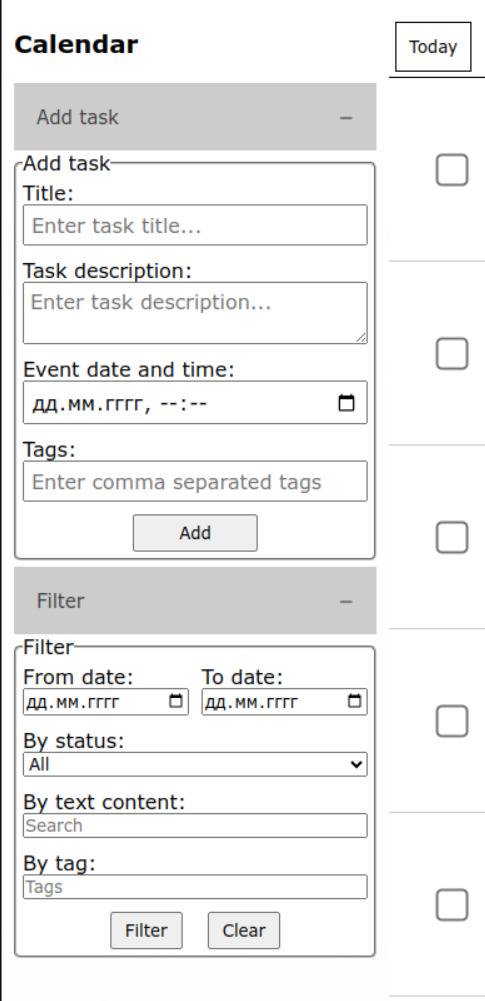 Calendar
Today
Add task −
Add task
Title:
Enter task title...
Task description:
Enter task description...
Event date and time:
дд.мм.гггг, --:--
Tags:
Enter comma separated tags
Add
Filter −
Filter
From date: To date:
дд.мм.гггг дд.мм.гггг
By status:
All
By text content:
Search
By tag:
Tags
Filter Clear